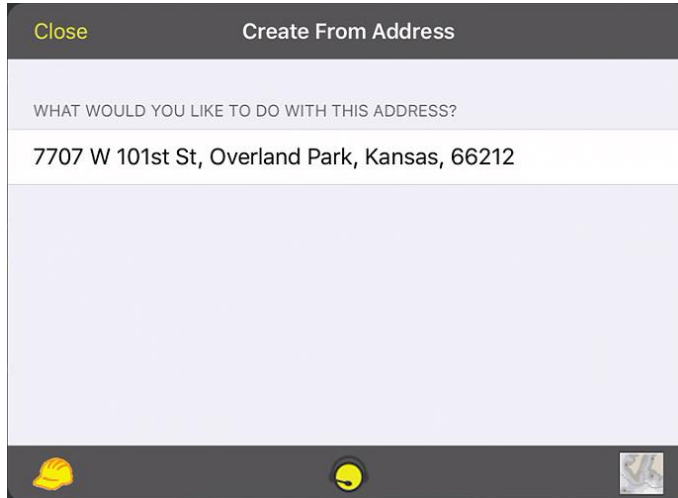 Close
Create From Address
WHAT WOULD YOU LIKE TO DO WITH THIS ADDRESS?
7707 W 101st St, Overland Park, Kansas, 66212